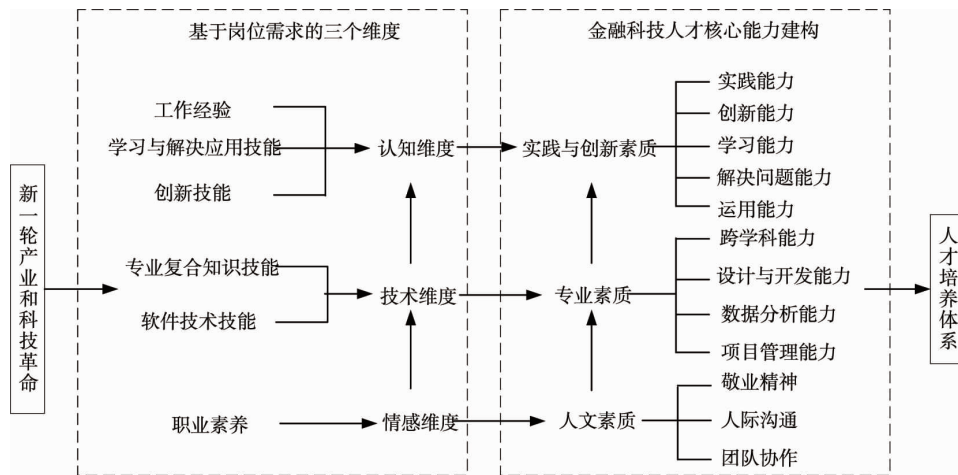 基于岗位需求的三个维度
金融科技人才核心能力建构
新一轮产业和科技革命
工作经验
学习与解决应用技能
创新技能
认知维度
专业复合知识技能
软件技术技能
技术维度
职业素养
情感维度
实践与创新素质
实践能力
创新能力
学习能力
解决问题能力
运用能力
专业素质
跨学科能力
设计与开发能力
数据分析能力
项目管理能力
人文素质
敬业精神
人际沟通
团队协作
人才培养体系